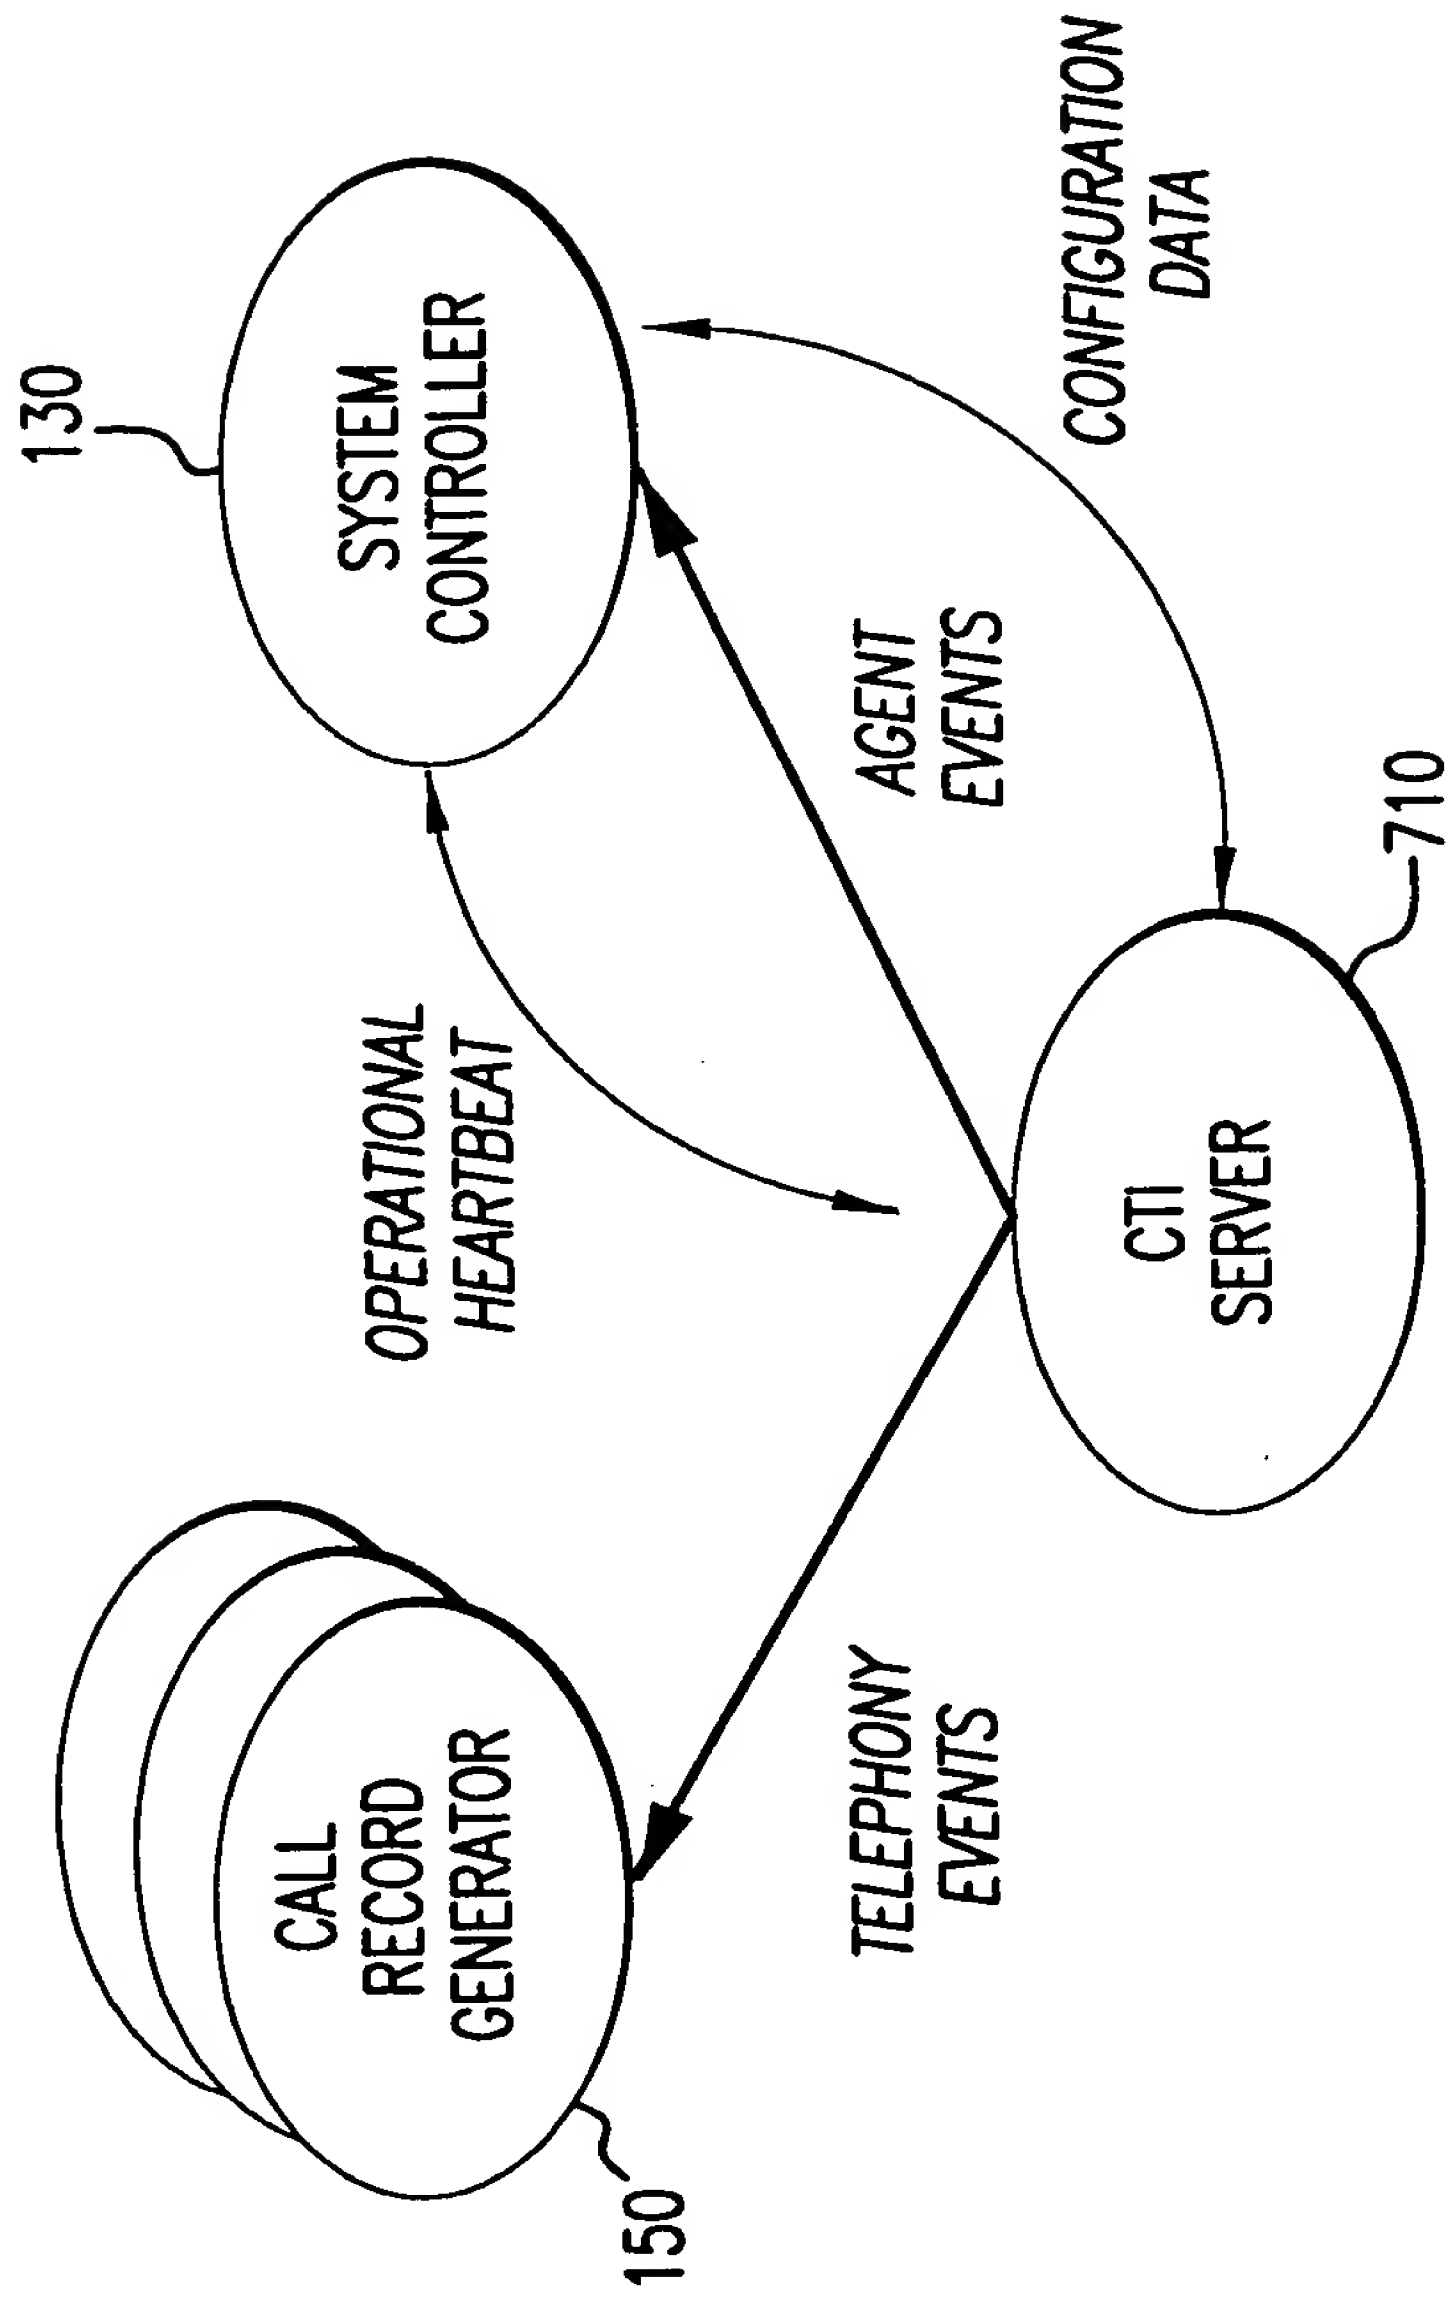 150
CALL
RECORD
GENERATOR
OPERATIONAL
HEARTBEAT
130
SYSTEM
CONTROLLER
TELEPHONY
EVENTS
AGENT
EVENTS
CTI
SERVER
710
CONFIGURATION
DATA